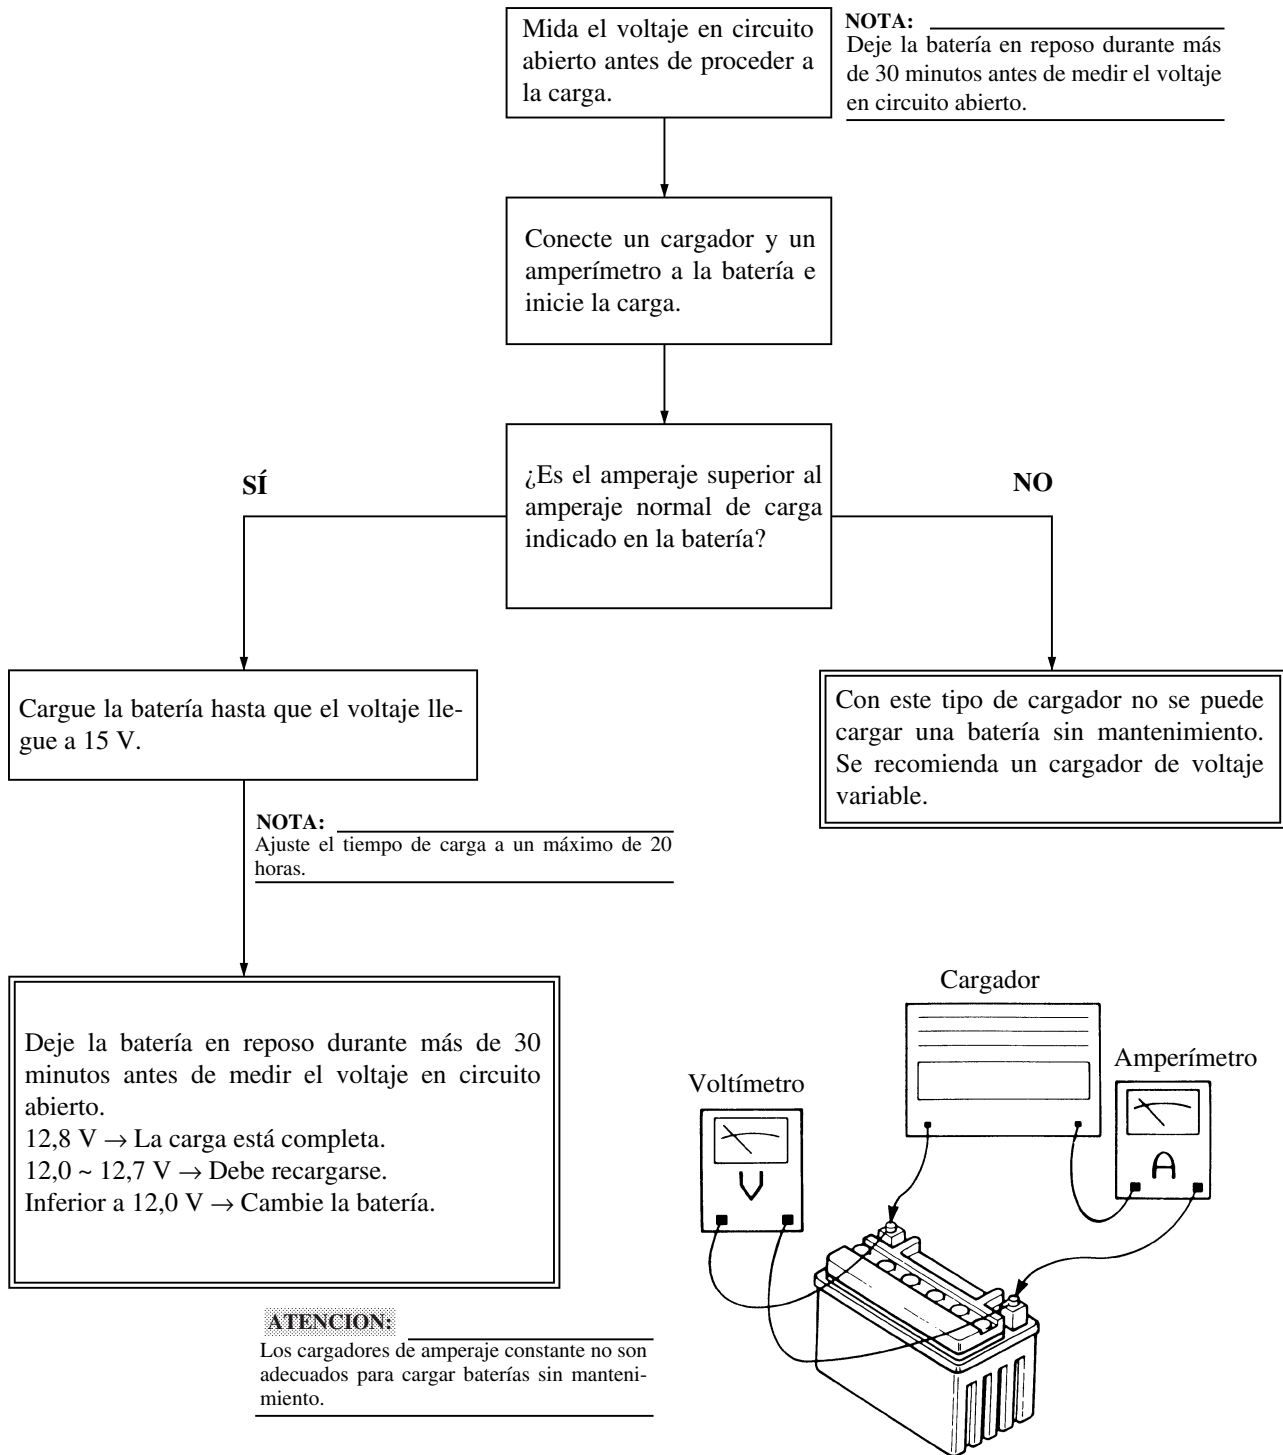 Mida el voltaje en circuito
abierto antes de proceder a
la carga.
NOTA:
Deje la batería en reposo durante más
de 30 minutos antes de medir el voltaje
en circuito abierto.
Conecte un cargador y un
amperímetro a la batería e
inicie la carga.
¿Es el amperaje superior al
amperaje normal de carga
indicado en la batería?
SÍ
NO
Cargue la batería hasta que el voltaje lle-
gue a 15 V.
Con este tipo de cargador no se puede
cargar una batería sin mantenimiento.
Se recomienda un cargador de voltaje
variable.
NOTA:
Ajuste el tiempo de carga a un máximo de 20
horas.
Deje la batería en reposo durante más de 30
minutos antes de medir el voltaje en circuito
abierto.
12,8 V → La carga está completa.
12,0 ~ 12,7 V → Debe recargarse.
Inferior a 12,0 V → Cambie la batería.
ATENCION:
Los cargadores de amperaje constante no son
adecuados para cargar baterías sin manteni-
miento.
Cargador
Voltímetro
Amperímetro
V
A